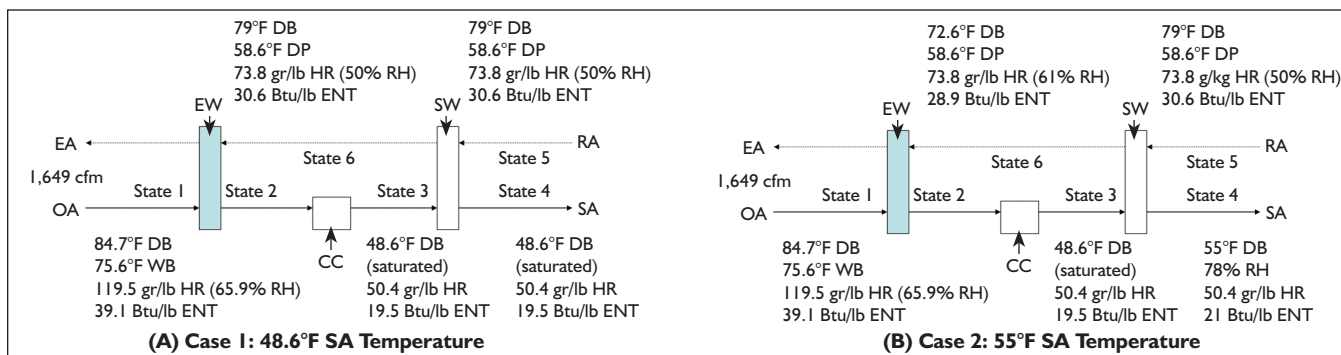 79°F DB
58.6°F DP
73.8 gr/lb HR (50% RH)
30.6 Btu/lb ENT
79°F DB
58.6°F DP
73.8 gr/lb HR (50% RH)
30.6 Btu/lb ENT
EW
SW
EA
RA
State 6
State 5
1,649 cfm
State 1
State 2
State 3
State 4
OA
SA
CC
84.7°F DB
75.6°F WB
119.5 gr/lb HR (65.9% RH)
39.1 Btu/lb ENT
48.6°F DB
(saturated)
50.4 gr/lb HR
19.5 Btu/lb ENT
48.6°F DB
(saturated)
50.4 gr/lb HR
19.5 Btu/lb ENT
(A) Case 1: 48.6°F SA Temperature
72.6°F DB
58.6°F DP
73.8 gr/lb HR (61% RH)
28.9 Btu/lb ENT
79°F DB
58.6°F DP
73.8 g/kg HR (50% RH)
30.6 Btu/lb ENT
EW
SW
EA
RA
State 6
State 5
1,649 cfm
State 1
State 2
State 3
State 4
OA
SA
CC
84.7°F DB
75.6°F WB
119.5 gr/lb HR (65.9% RH)
39.1 Btu/lb ENT
48.6°F DB
(saturated)
50.4 gr/lb HR
19.5 Btu/lb ENT
55°F DB
78% RH
50.4 gr/lb HR
21 Btu/lb ENT
(B) Case 2: 55°F SA Temperature